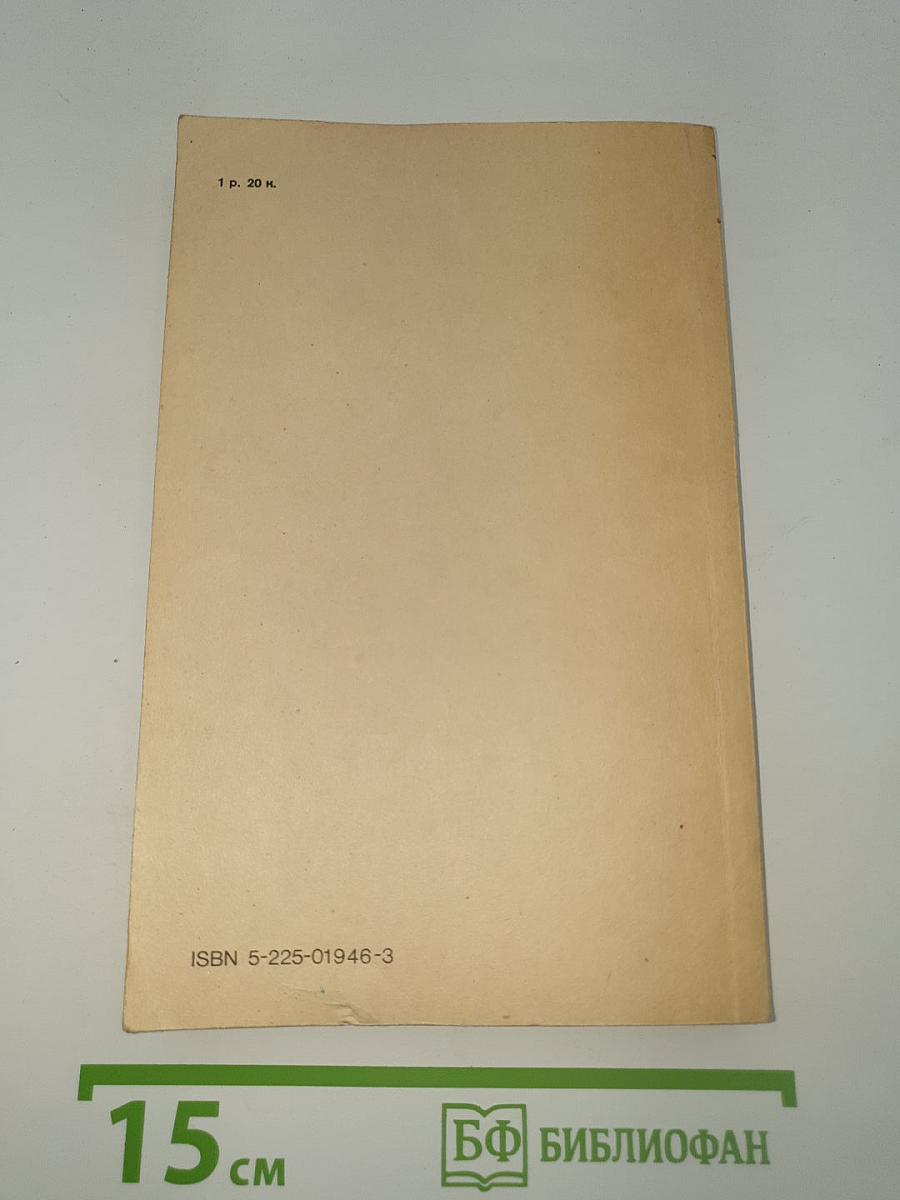 1 р. 20 к.
ISBN 5-225-01946-3
15 см
БФ БИБЛИОФАН